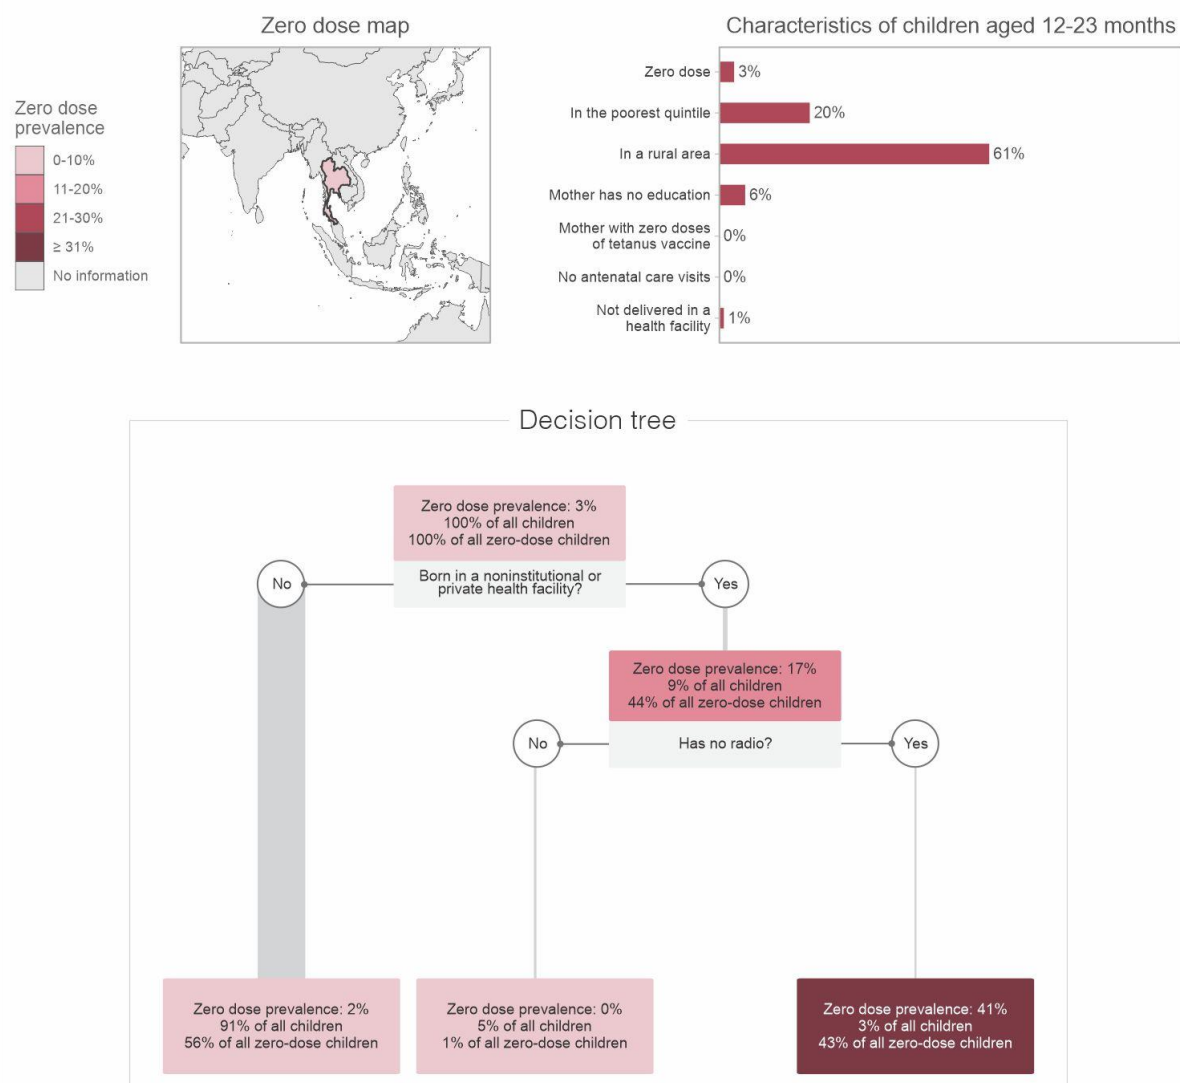 Zero dose map
Zero dose
prevalence
0-10%
11-20%
21-30%
≥ 31%
No information
Characteristics of children aged 12-23 months
Zero dose
3%
In the poorest quintile
20%
In a rural area
61%
Mother has no education
6%
Mother with zero doses
of tetanus vaccine
0%
No antenatal care visits
0%
Not delivered in a
health facility
1%
Decision tree
Zero dose prevalence: 3%
100% of all children
100% of all zero-dose children
Born in a noninstitutional or
private health facility?
No
Yes
Zero dose prevalence: 17%
9% of all children
44% of all zero-dose children
Has no radio?
No
Yes
Zero dose prevalence: 2%
91% of all children
56% of all zero-dose children
Zero dose prevalence: 0%
5% of all children
1% of all zero-dose children
Zero dose prevalence: 41%
3% of all children
43% of all zero-dose children